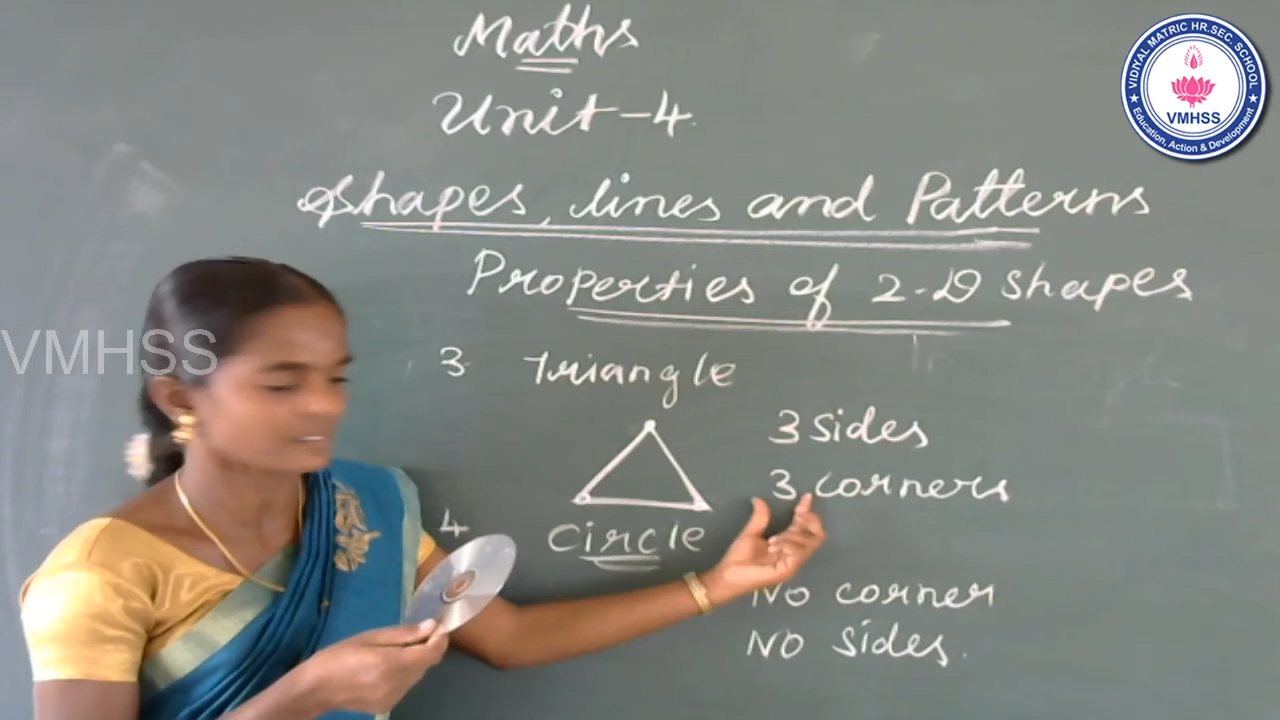 Maths
Unit-4.
Shapes, lines and Patterns
Properties of 2-D shapes
3. Triangle
3 sides
3 corners
4 Circle
No corner
No sides.
VMHSS
VIDIYAL MATRIC HR.SEC. SCHOOL
VMHSS
Education, Action & Development